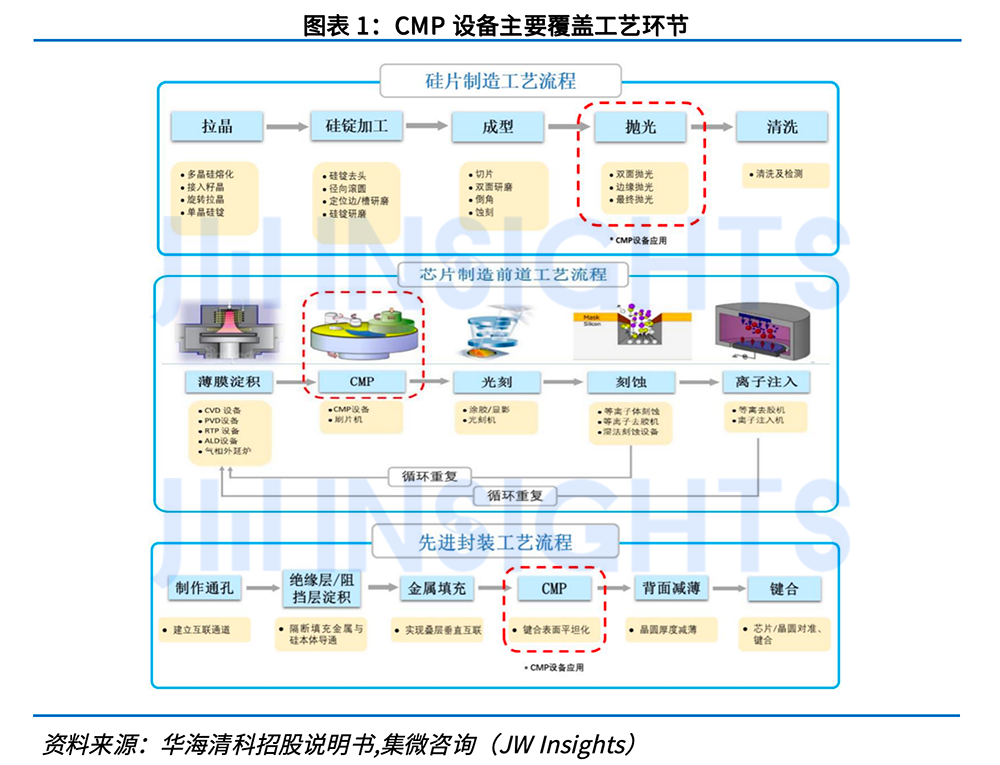 图表 1：CMP 设备主要覆盖工艺环节
硅片制造工艺流程
拉晶
硅锭加工
成型
抛光
清洗
• 多晶硅熔化
• 接入籽晶
• 旋转拉晶
• 单晶硅锭
• 硅锭去头
• 径向滚圆
• 定位边/槽研磨
• 硅锭研磨
• 切片
• 双面研磨
• 倒角
• 蚀刻
• 双面抛光
• 边缘抛光
• 最终抛光
• 清洗及检测
* CMP设备应用
JW INSIGHTS
芯片制造前道工艺流程
Mask
Silicon
薄膜淀积
CMP
光刻
刻蚀
离子注入
• CVD 设备
• PVD设备
• RTP 设备
• ALD设备
• 气相外延炉
• CMP设备
• 刷片机
• 涂胶/显影
• 光刻机
• 等离子体刻蚀
• 等离子去胶机
• 湿法刻蚀设备
• 等离去胶机
• 离子注入机
循环重复
循环重复
JW INSIGHTS
先进封装工艺流程
制作通孔
绝缘层/阻
挡层淀积
金属填充
CMP
背面减薄
键合
• 建立互联通道
• 隔断填充金属与
硅本体导通
• 实现叠层垂直互联
• 键合表面平坦化
• 晶圆厚度减薄
• 芯片/晶圆对准、
键合
* CMP设备应用
资料来源：华海清科招股说明书,集微咨询（JW Insights）